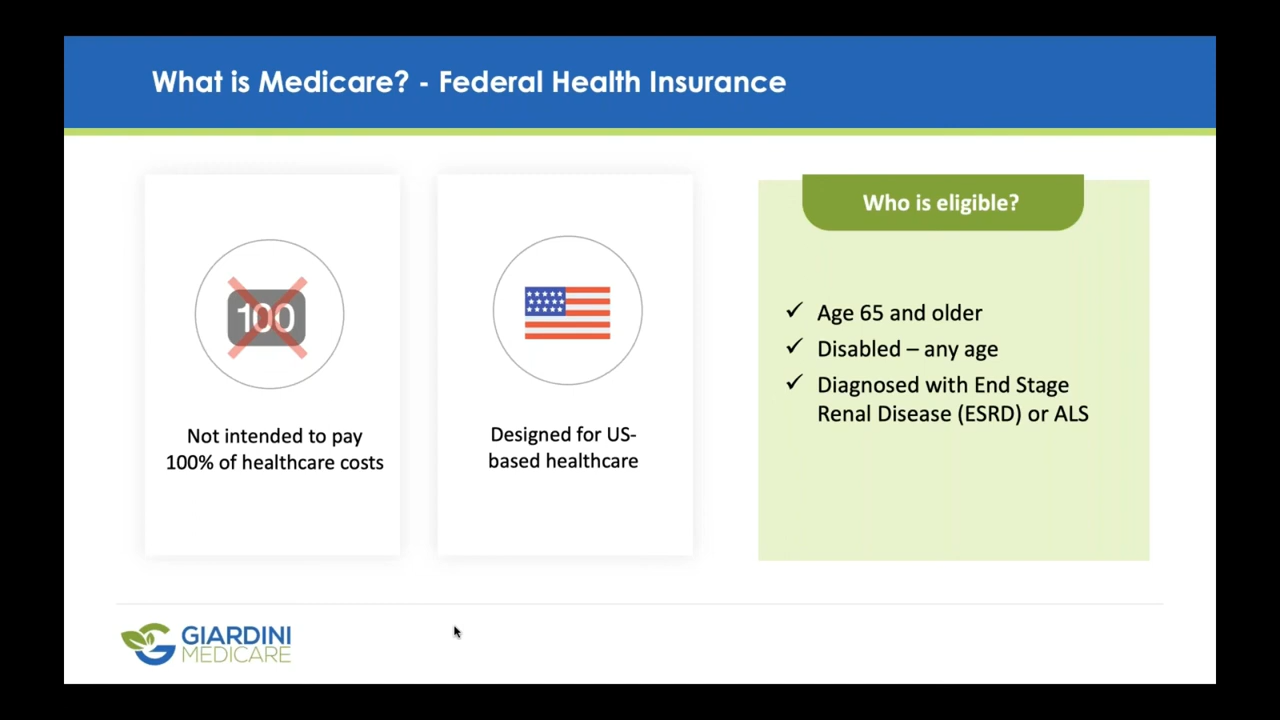 What is Medicare? - Federal Health Insurance
100
Not intended to pay
100% of healthcare costs
Designed for US-
based healthcare
Who is eligible?
✓ Age 65 and older
✓ Disabled – any age
✓ Diagnosed with End Stage
Renal Disease (ESRD) or ALS
GIARDINI
MEDICARE